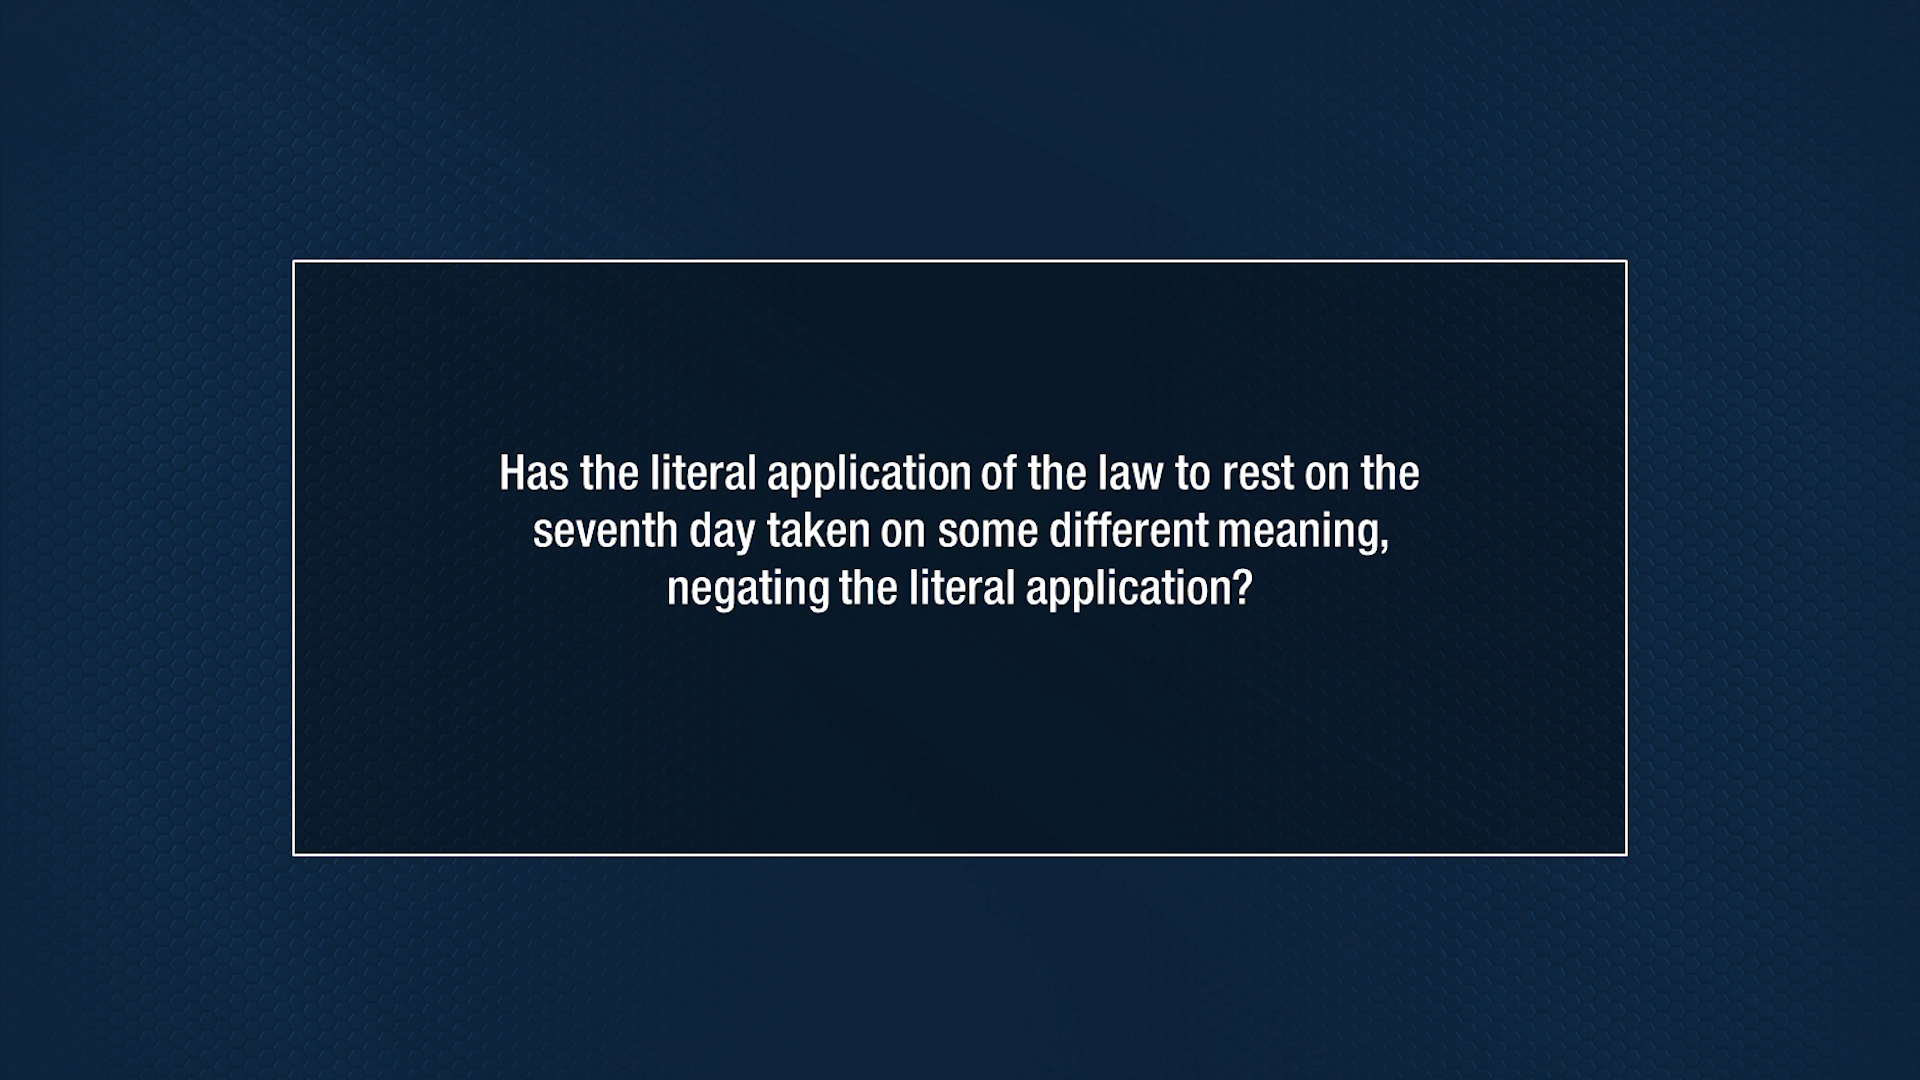 Has the literal application of the law to rest on the
seventh day taken on some different meaning,
negating the literal application?